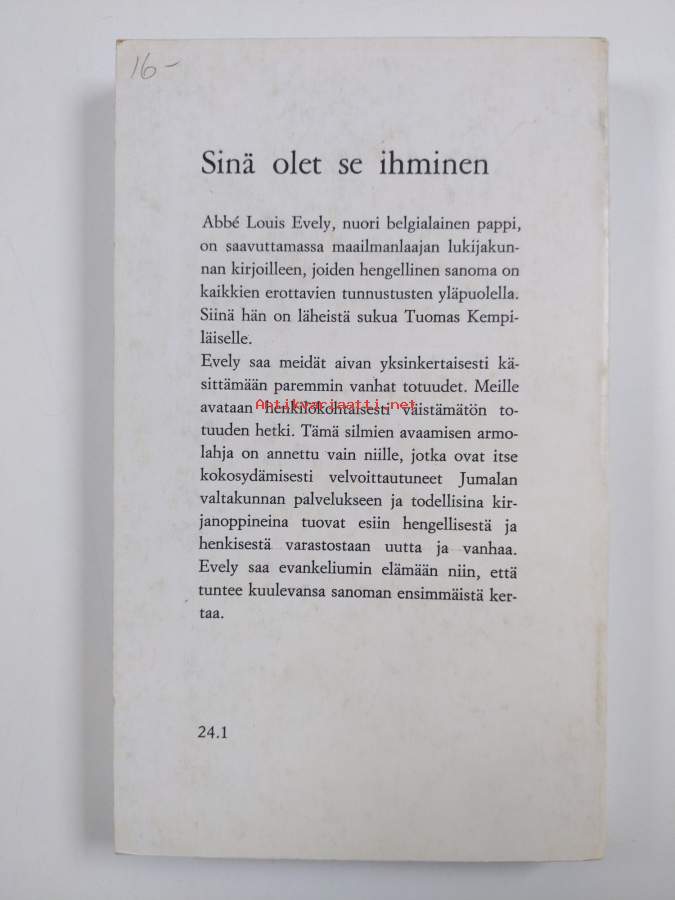 16-
Sinä olet se ihminen
Abbé Louis Evely, nuori belgialainen pappi,
on saavuttamassa maailmanlaajan lukijakun-
nan kirjoilleen, joiden hengellinen sanoma on
kaikkien erottavien tunnustusten yläpuolella.
Siinä hän on läheistä sukua Tuomas Kempi-
läiselle.
Evely saa meidät aivan yksinkertaisesti kä-
sittämään paremmin vanhat totuudet. Meille
avataan henkilökohtaisesti väistämätön to-
Antikvariaatti.net
tuuden hetki. Tämä silmien avaamisen armo-
lahja on annettu vain niille, jotka ovat itse
kokosydämisesti velvoittautuneet Jumalan
valtakunnan palvelukseen ja todellisina kir-
janoppineina tuovat esiin hengellisestä ja
henkisestä varastostaan uutta ja vanhaa.
Evely saa evankeliumin elämään niin, että
tuntee kuulevansa sanoman ensimmäistä ker-
taa.
24.1